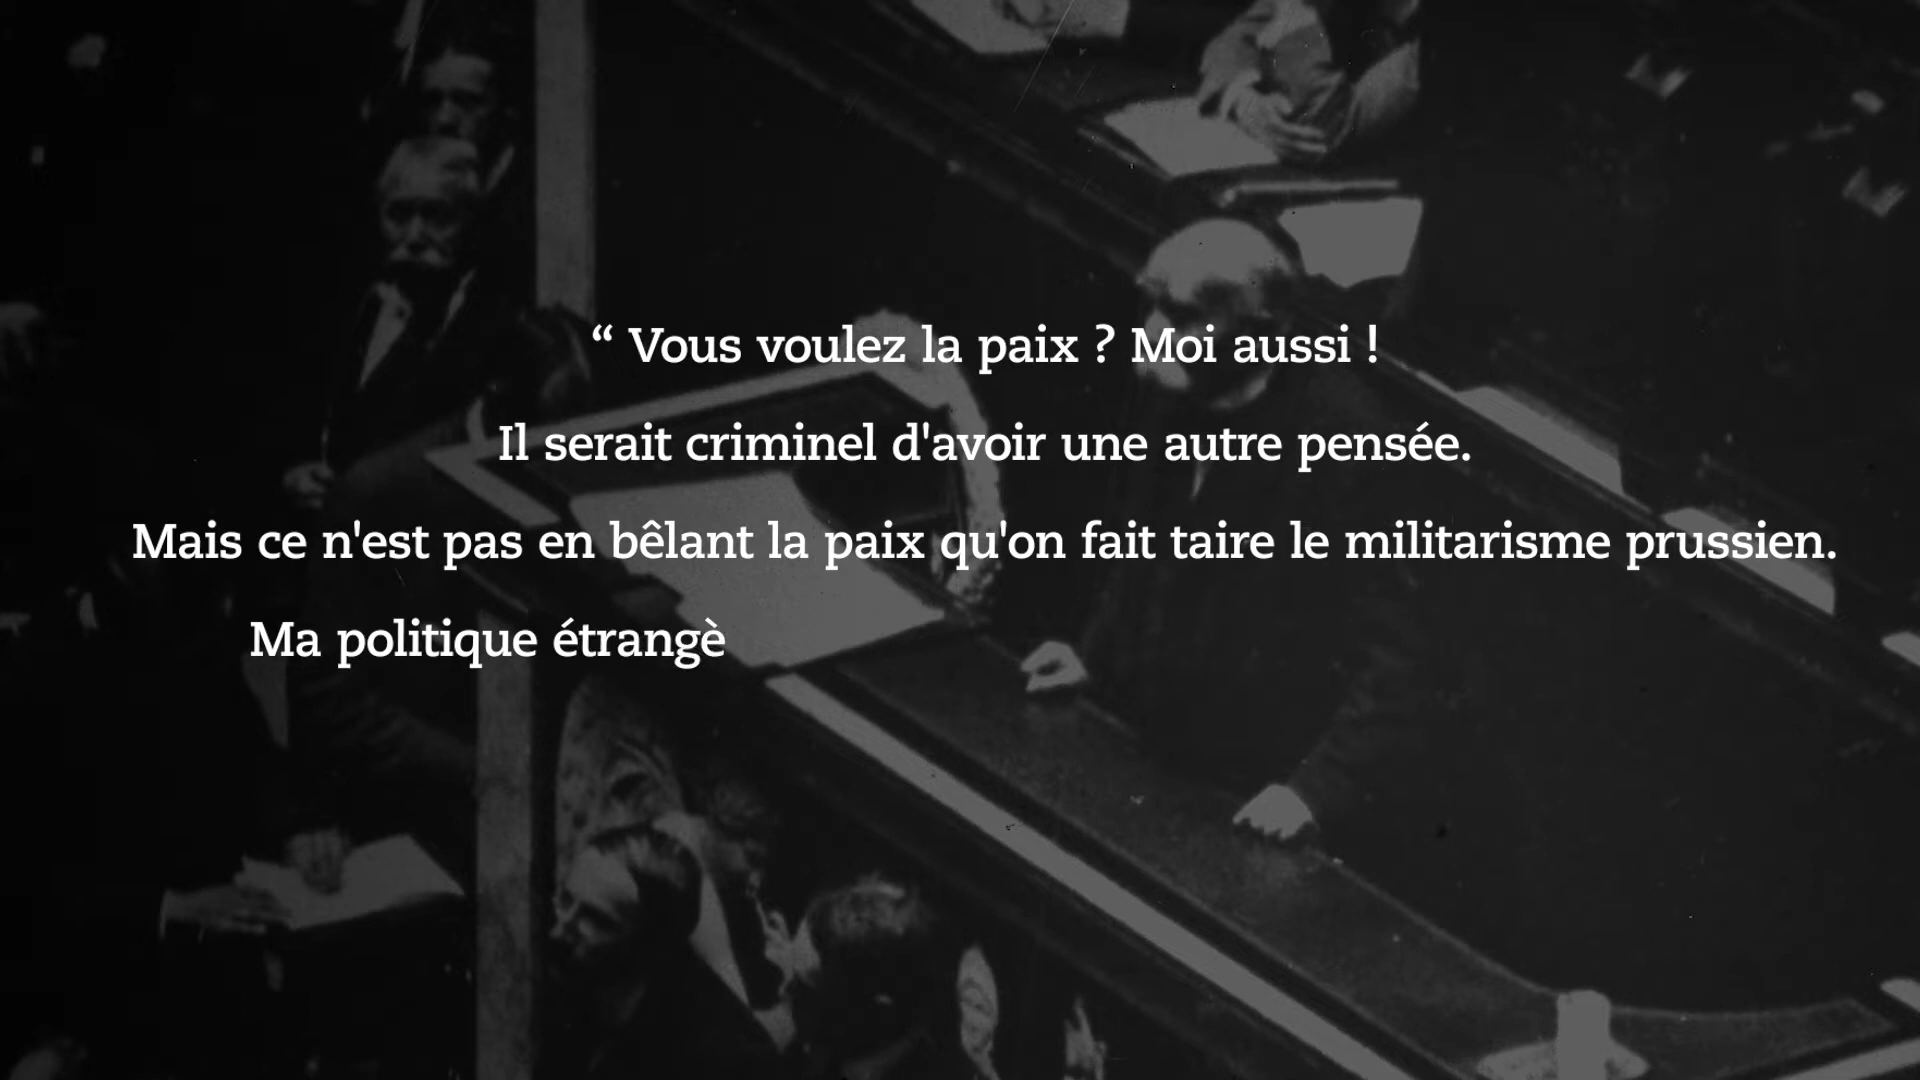 “ Vous voulez la paix ? Moi aussi !
Il serait criminel d'avoir une autre pensée.
Mais ce n'est pas en bêlant la paix qu'on fait taire le militarisme prussien.
Ma politique étrangè